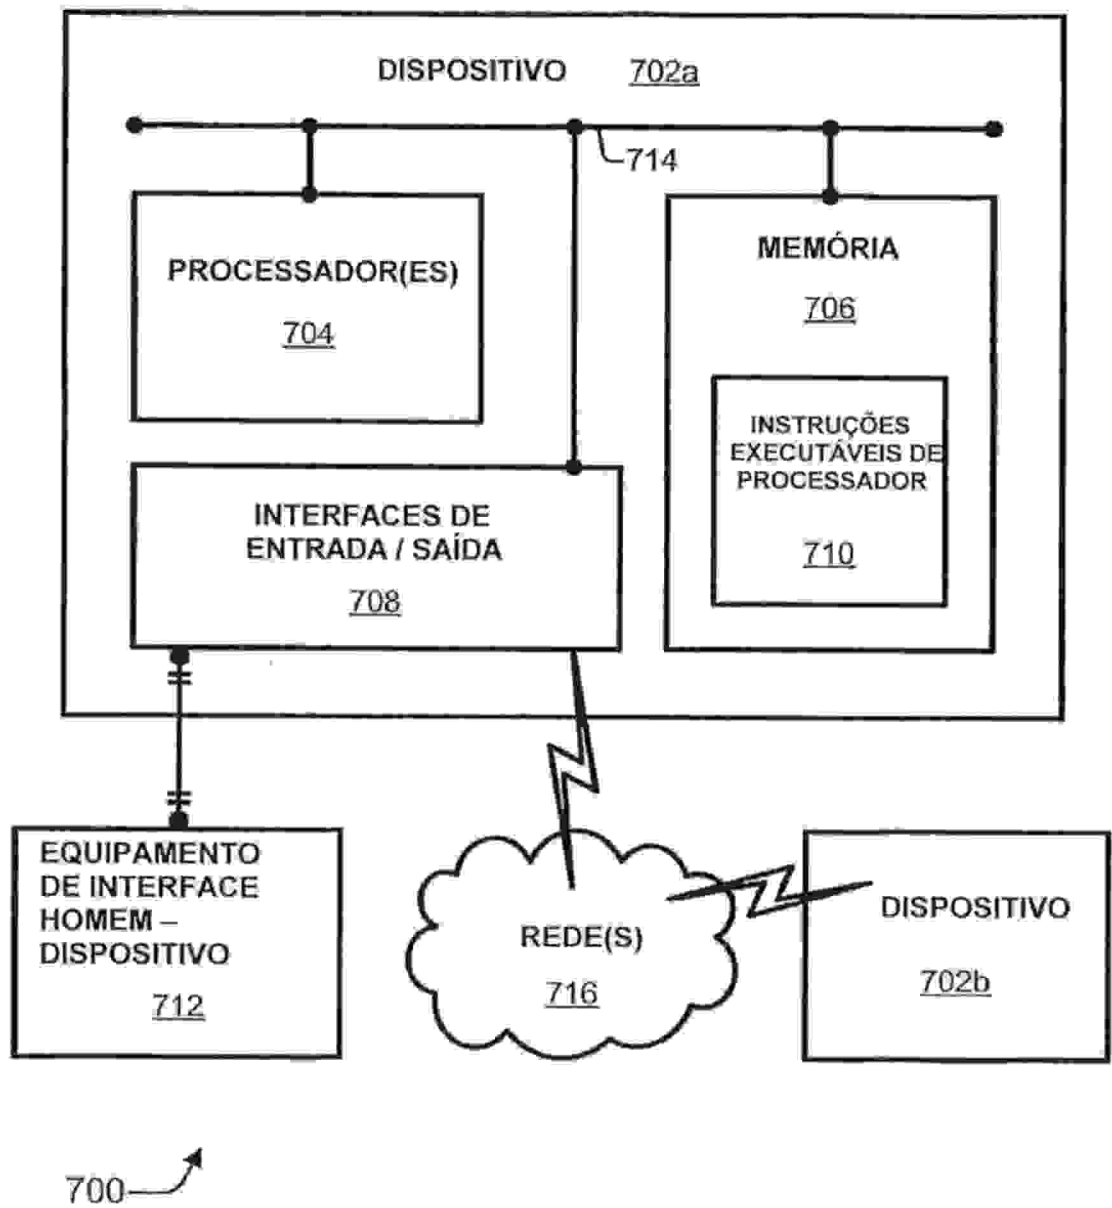 DISPOSITIVO 702a
714
PROCESSADOR(ES)
704
MEMÓRIA
706
INSTRUÇÕES
EXECUTÁVEIS DE
PROCESSADOR
710
INTERFACES DE
ENTRADA / SAÍDA
708
EQUIPAMENTO
DE INTERFACE
HOMEM –
DISPOSITIVO
712
REDE(S)
716
DISPOSITIVO
702b
700